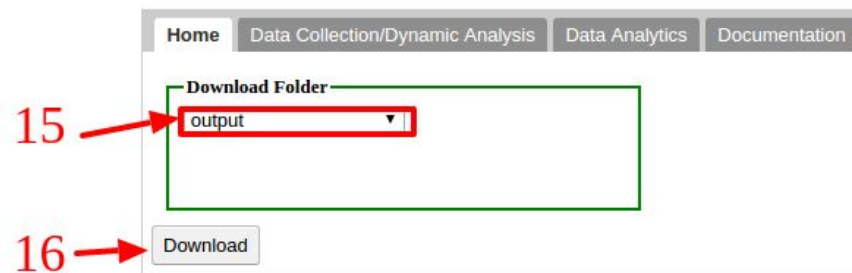 Home Data Collection/Dynamic Analysis Data Analytics Documentation
Download Folder
15 output
16 Download